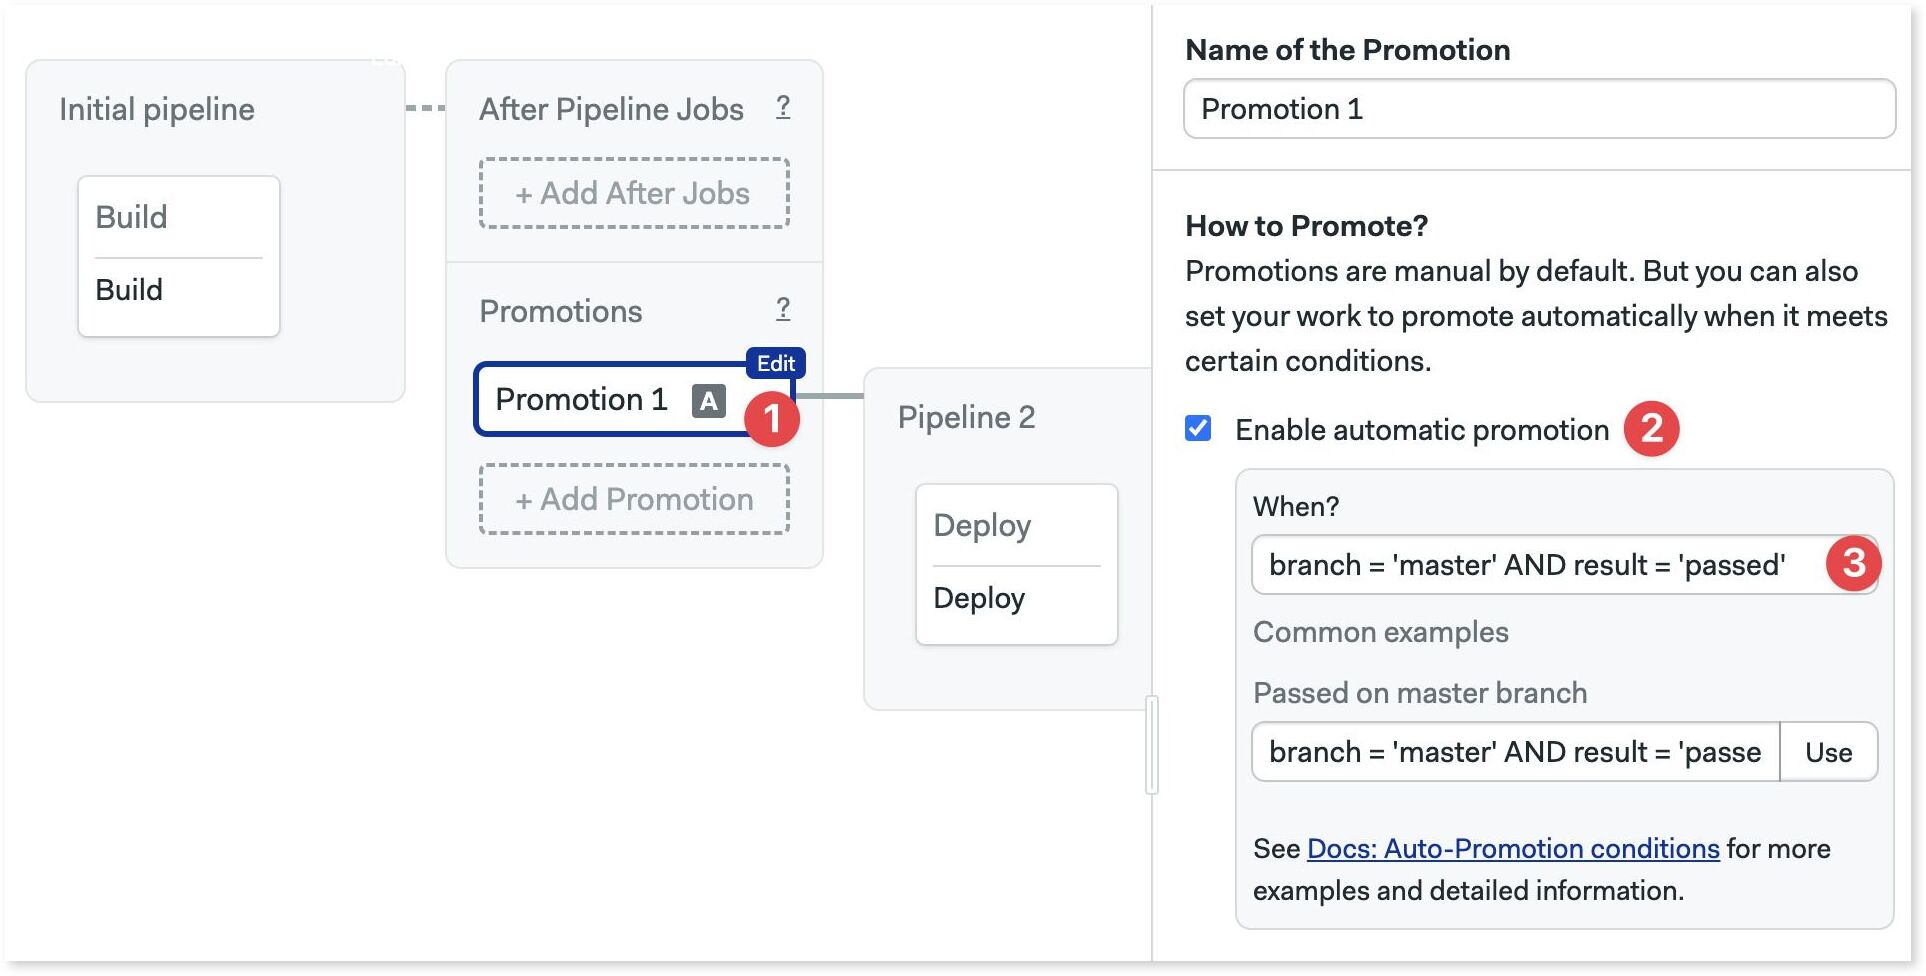 Initial pipeline
Build
Build
After Pipeline Jobs ?
+ Add After Jobs
Promotions ?
Edit
Promotion 1 A
1
+ Add Promotion
Pipeline 2
Deploy
Deploy
Name of the Promotion
Promotion 1
How to Promote?
Promotions are manual by default. But you can also
set your work to promote automatically when it meets
certain conditions.
Enable automatic promotion 2
When?
branch = 'master' AND result = 'passed' 3
Common examples
Passed on master branch
branch = 'master' AND result = 'passe Use
See Docs: Auto-Promotion conditions for more
examples and detailed information.